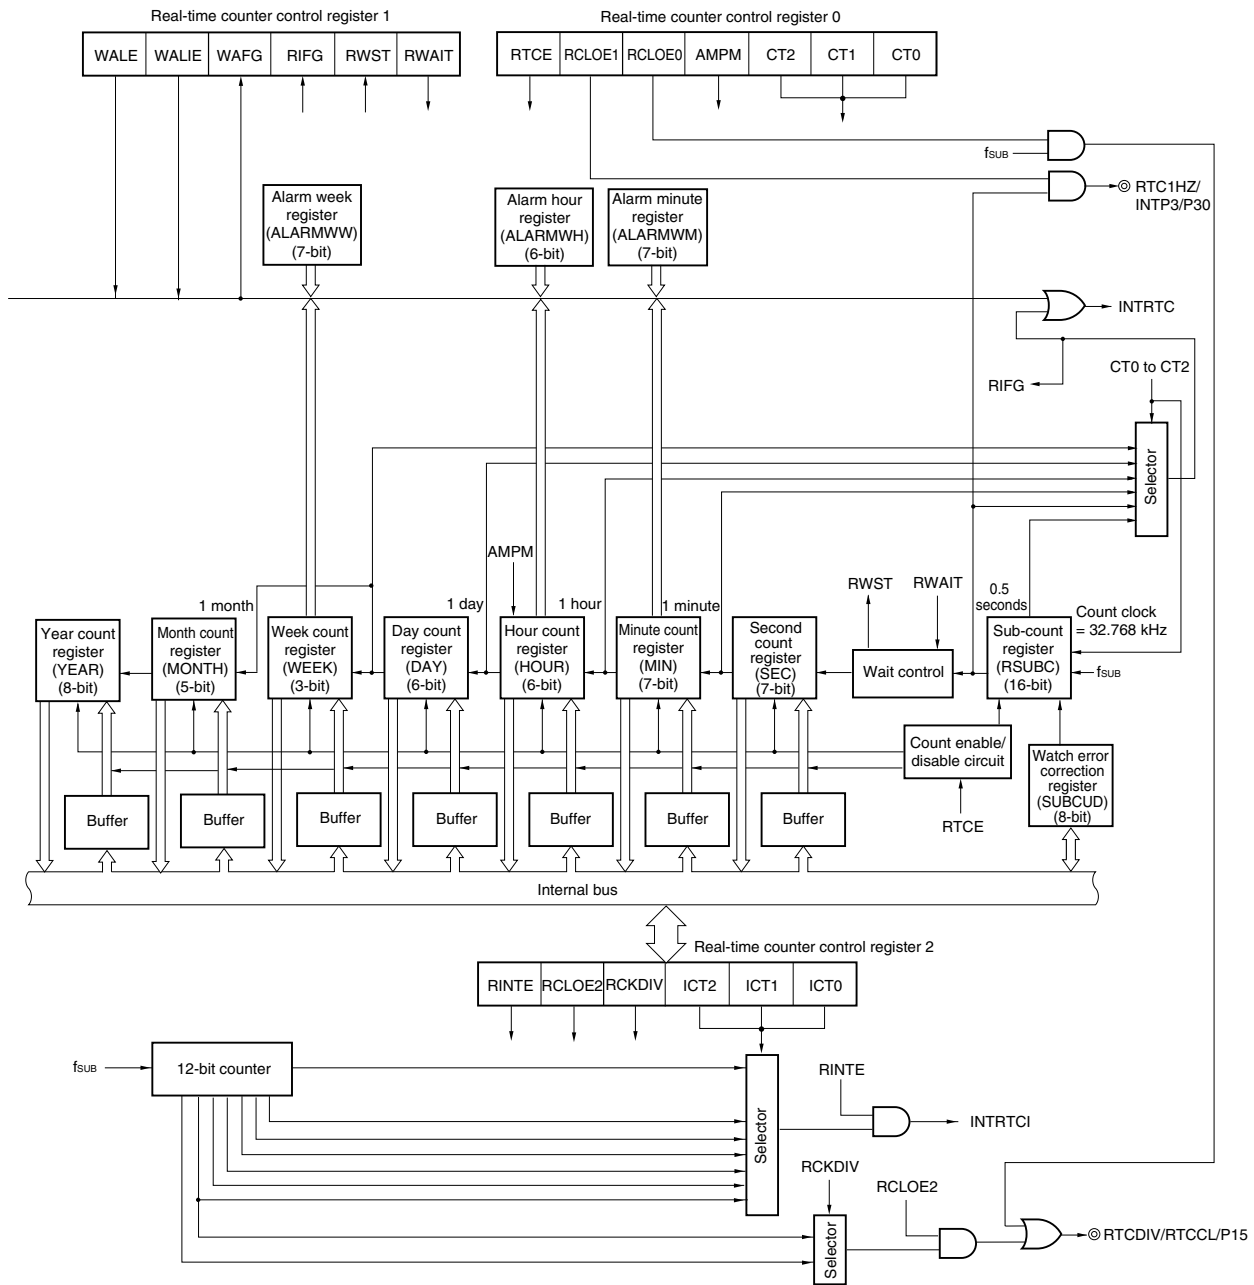 Real-time counter control register 1
Real-time counter control register 0
WALE WALIE WAFG RIFG RWST RWAIT
RTCE RCLOE1 RCLOE0 AMPM CT2 CT1 CT0
fSUB
RTC1HZ/
INTP3/P30
Alarm week
register
(ALARMWW)
(7-bit)
Alarm hour
register
(ALARMWH)
(6-bit)
Alarm minute
register
(ALARMWM)
(7-bit)
INTRTC
RIFG
CT0 to CT2
Selector
AMPM
RWST
RWAIT
0.5
seconds
Count clock
= 32.768 kHz
1 month
1 day
1 hour
1 minute
Year count
register
(YEAR)
(8-bit)
Month count
register
(MONTH)
(5-bit)
Week count
register
(WEEK)
(3-bit)
Day count
register
(DAY)
(6-bit)
Hour count
register
(HOUR)
(6-bit)
Minute count
register
(MIN)
(7-bit)
Second
count
register
(SEC)
(7-bit)
Wait control
Sub-count
register
(RSUBC)
(16-bit)
fSUB
Count enable/
disable circuit
Watch error
correction
register
(SUBCUD)
(8-bit)
RTCE
Buffer
Buffer
Buffer
Buffer
Buffer
Buffer
Buffer
Internal bus
Real-time counter control register 2
RINTE RCLOE2 RCKDIV ICT2 ICT1 ICT0
fSUB
12-bit counter
Selector
RINTE
INTRTCI
RCKDIV
Selector
RCLOE2
RTCDIV/RTCCL/P15